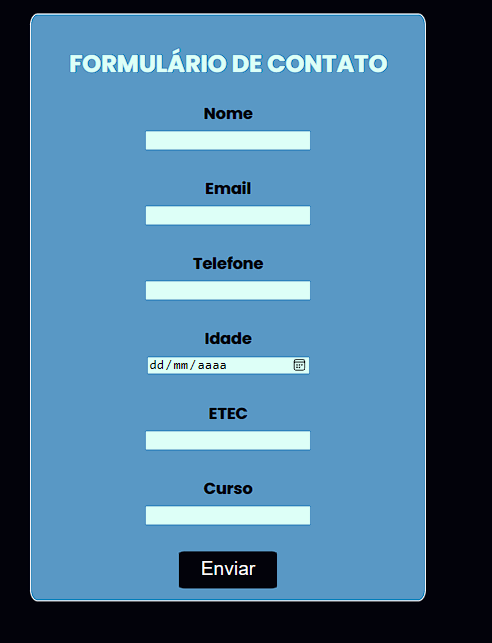 FORMULÁRIO DE CONTATO
Nome
Email
Telefone
Idade
dd/mm/aaaa
ETEC
Curso
Enviar